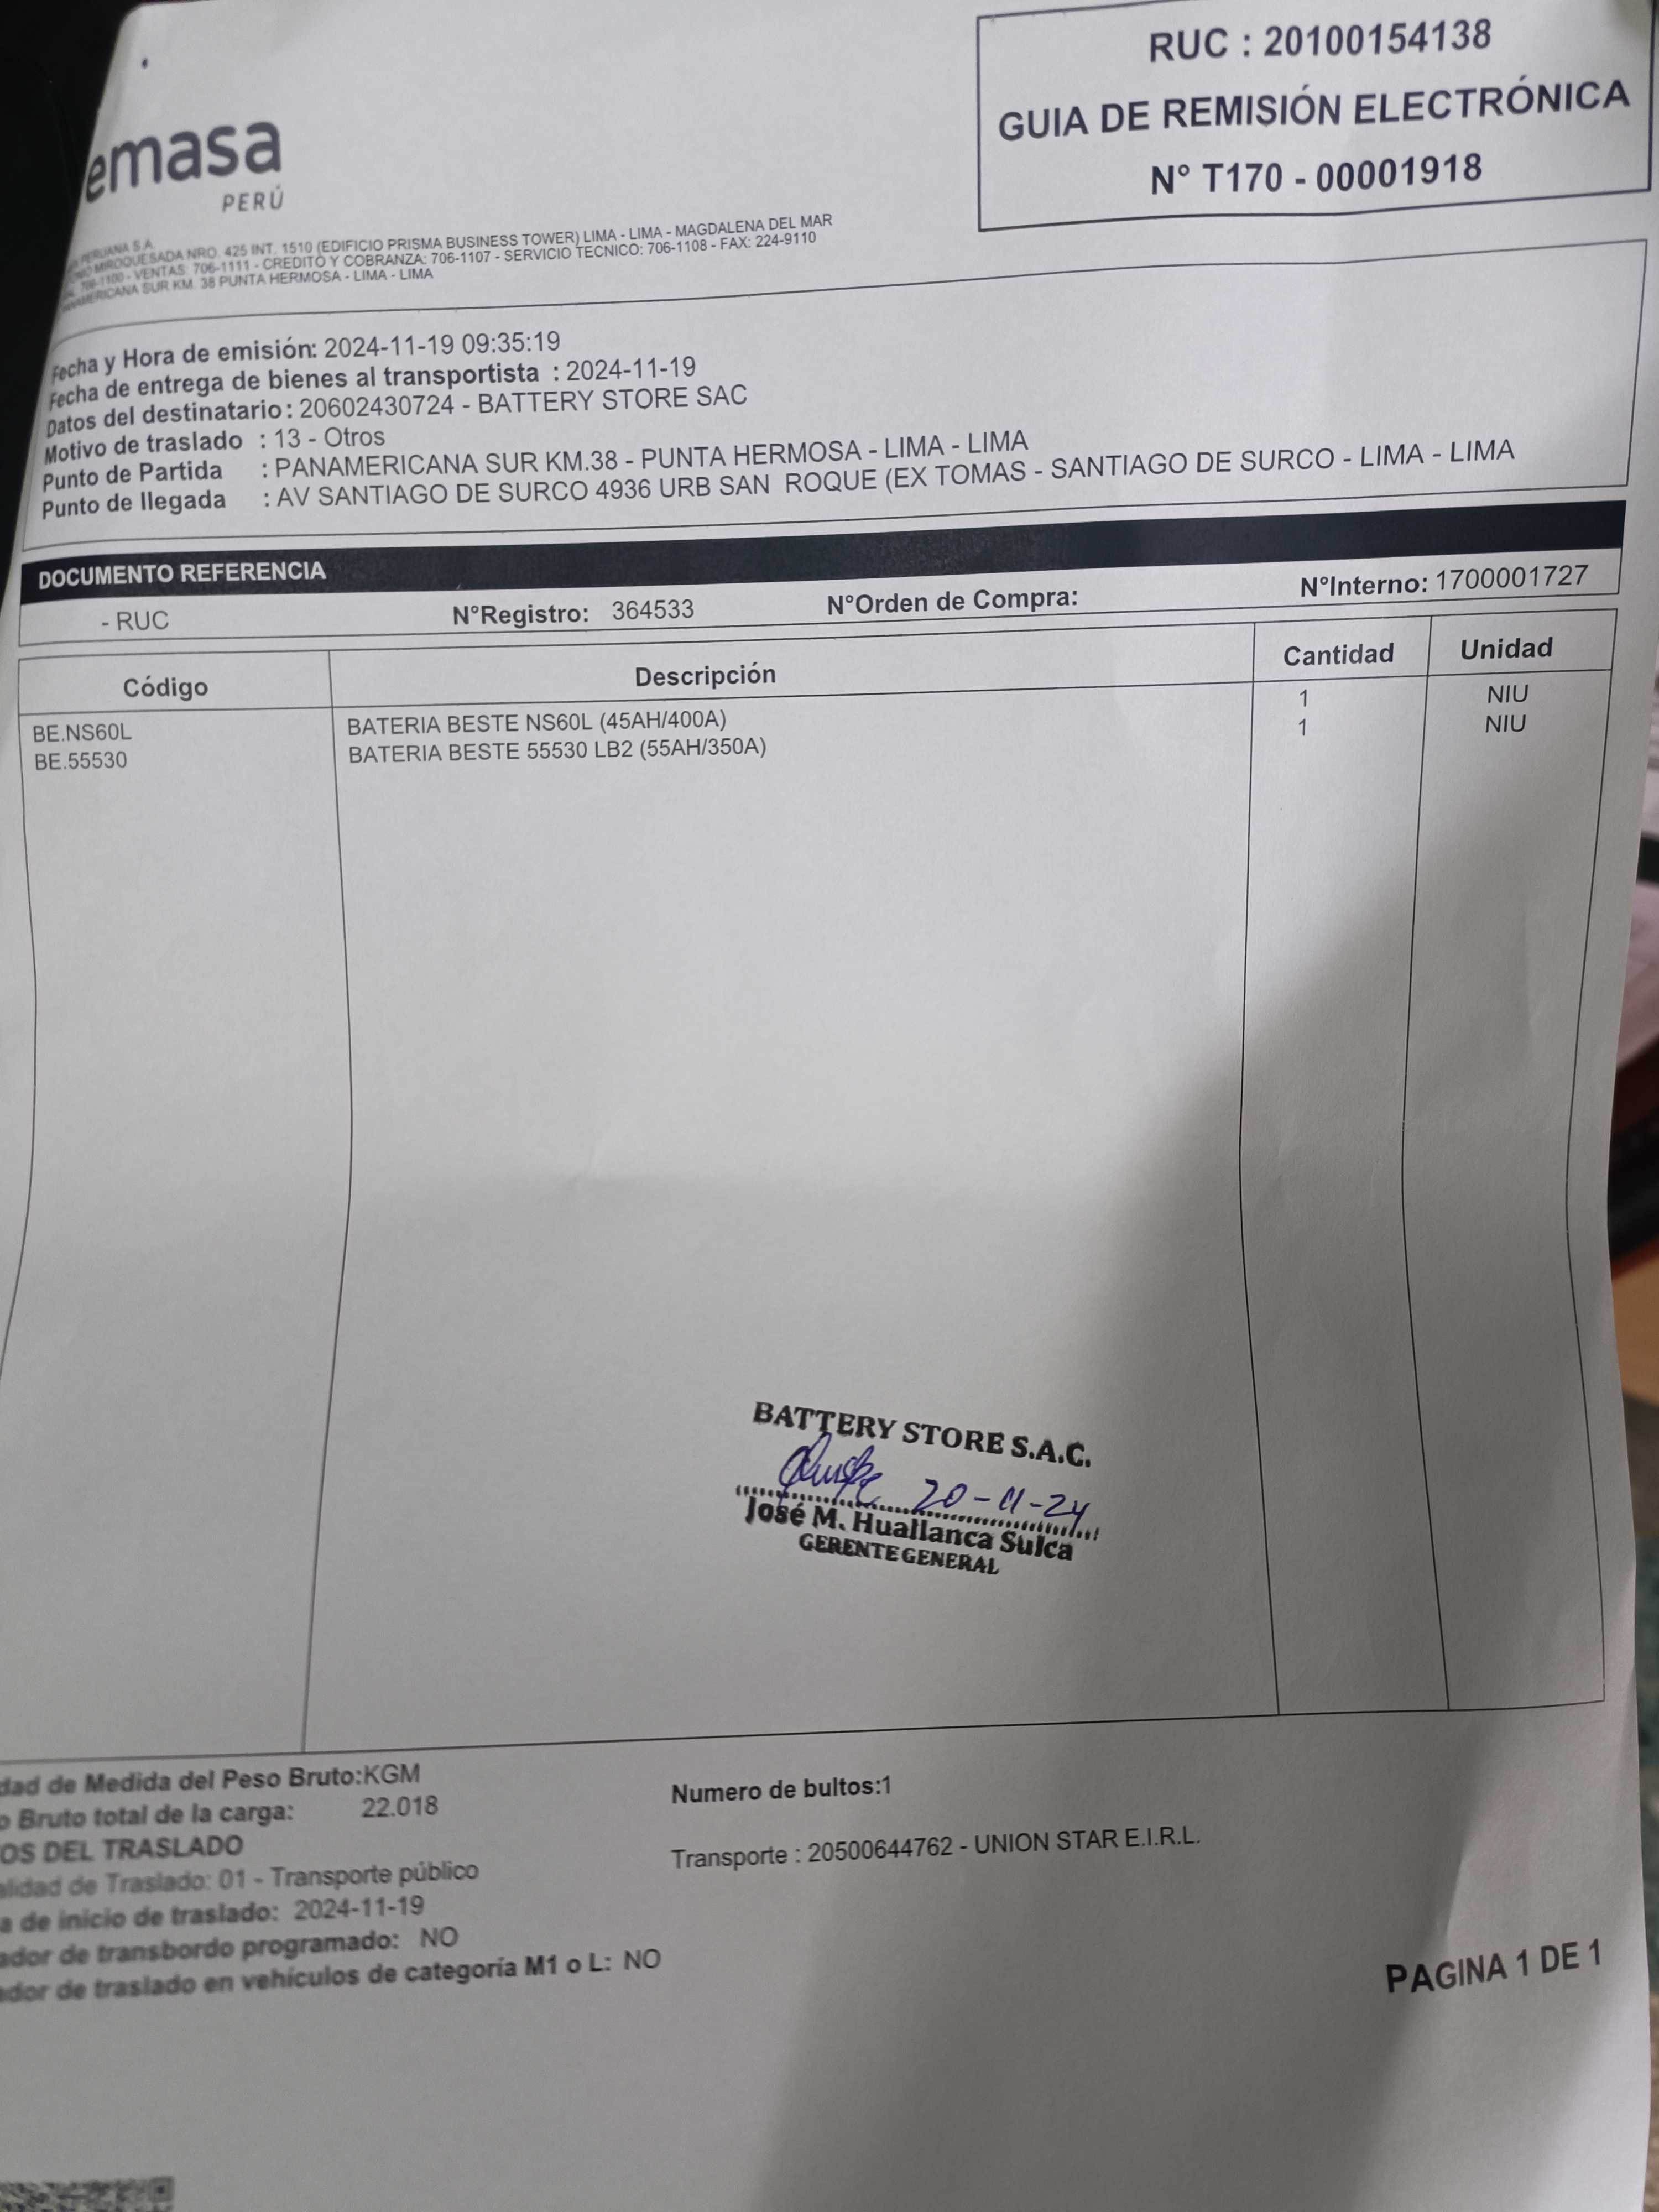 RUC : 20100154138
GUIA DE REMISIÓN ELECTRÓNICA
N° T170 - 00001918
emasa
PERÚ
PERUANA S.A.
MIROQUESADA NRO. 425 INT. 1510 (EDIFICIO PRISMA BUSINESS TOWER) LIMA - LIMA - MAGDALENA DEL MAR
706-1100 - VENTAS: 706-1111 - CREDITO Y COBRANZA: 706-1107 - SERVICIO TECNICO: 706-1108 - FAX: 224-9110
PANAMERICANA SUR KM. 38 PUNTA HERMOSA - LIMA - LIMA
Fecha y Hora de emisión: 2024-11-19 09:35:19
Fecha de entrega de bienes al transportista : 2024-11-19
Datos del destinatario: 20602430724 - BATTERY STORE SAC
Motivo de traslado : 13 - Otros
Punto de Partida : PANAMERICANA SUR KM.38 - PUNTA HERMOSA - LIMA - LIMA
Punto de llegada : AV SANTIAGO DE SURCO 4936 URB SAN ROQUE (EX TOMAS - SANTIAGO DE SURCO - LIMA - LIMA
DOCUMENTO REFERENCIA
- RUC N°Registro: 364533 N°Orden de Compra: N°Interno: 1700001727
Código Descripción Cantidad Unidad
BE.NS60L BATERIA BESTE NS60L (45AH/400A) 1 NIU
BE.55530 BATERIA BESTE 55530 LB2 (55AH/350A) 1 NIU
BATTERY STORE S.A.C.
20-11-24
José M. Huallanca Sulca
GERENTE GENERAL
dad de Medida del Peso Bruto:KGM
o Bruto total de la carga: 22.018
Numero de bultos:1
OS DEL TRASLADO
alidad de Traslado: 01 - Transporte público
Transporte : 20500644762 - UNION STAR E.I.R.L.
a de inicio de traslado: 2024-11-19
ador de transbordo programado: NO
ador de traslado en vehículos de categoría M1 o L: NO
PAGINA 1 DE 1